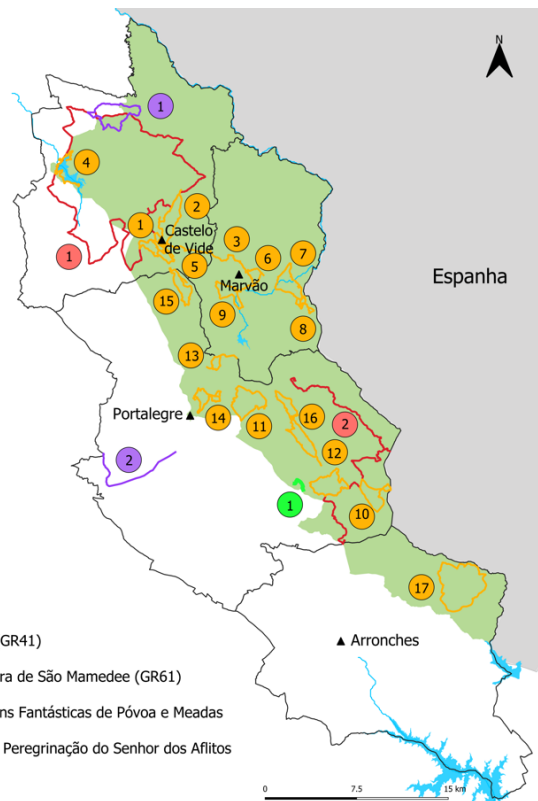 N
1
4
2
1
Castelo
de Vide
3
6
7
1
5
Marvão
Espanha
15
9
8
13
Portalegre
14
11
16
2
12
2
1
10
17
GR41)
Arronches
ra de São Mamedee (GR61)
ns Fantásticas de Póvoa e Meadas
Peregrinação do Senhor dos Aflitos
0 7.5 15 km